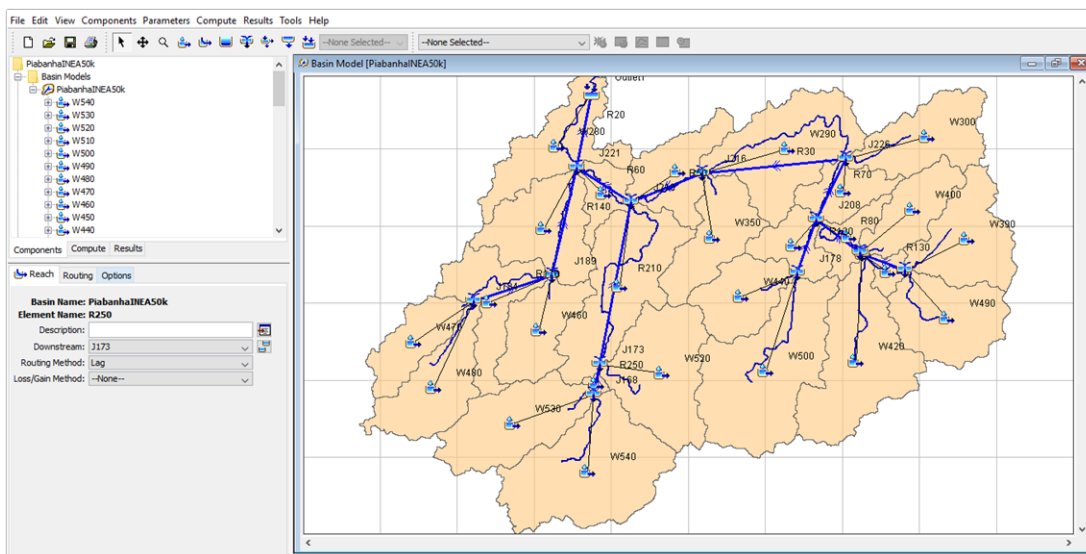 File Edit View Components Parameters Compute Results Tools Help
--None Selected-- --None Selected--
PiabanhaINEA50k
Basin Models
PiabanhaINEA50k
W540
W530
W520
W510
W500
W490
W480
W470
W460
W450
W440
Components Compute Results
Reach Routing Options
Basin Name: PiabanhaINEA50k
Element Name: R250
Description:
Downstream: J173
Routing Method: Lag
Loss/Gain Method: --None--
Basin Model [PiabanhaINEA50k]
R20
W280
W290
W300
J221
J226
R30
J216
R60
R70
W400
R140
J208
W350
R80
W390
R130
J189
J178
R210
W440
J184
W490
W470
W460
J173
W520
W500
W420
R250
W480
J168
W530
W540